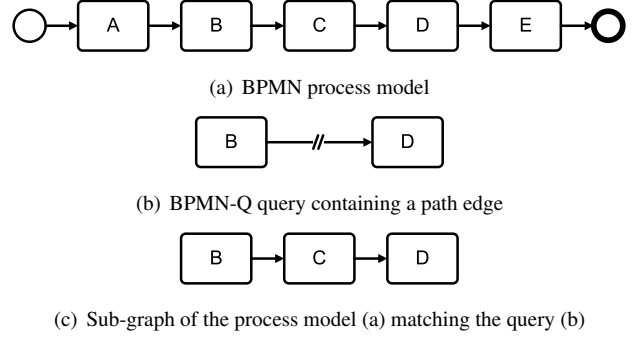 A B C D E
(a) BPMN process model
B D
(b) BPMN-Q query containing a path edge
B C D
(c) Sub-graph of the process model (a) matching the query (b)